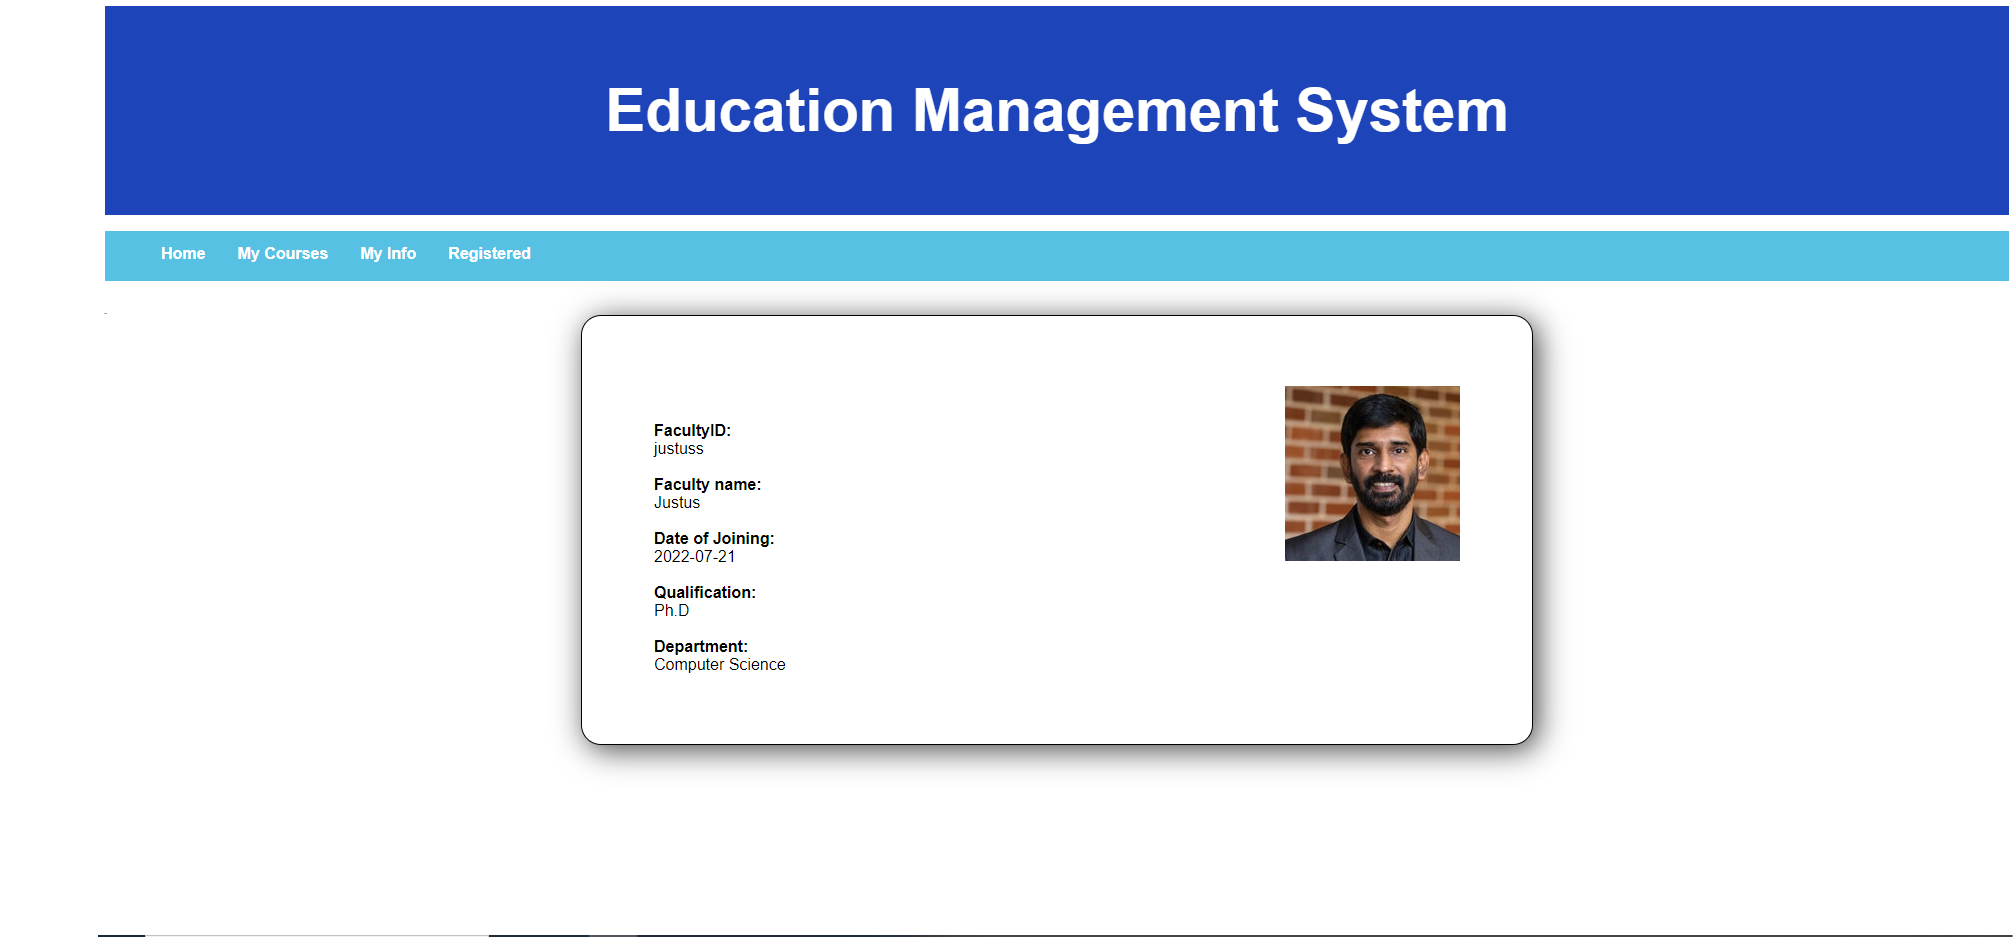 Education Management System
Home My Courses My Info Registered
FacultyID:
justuss
Faculty name:
Justus
Date of Joining:
2022-07-21
Qualification:
Ph.D
Department:
Computer Science